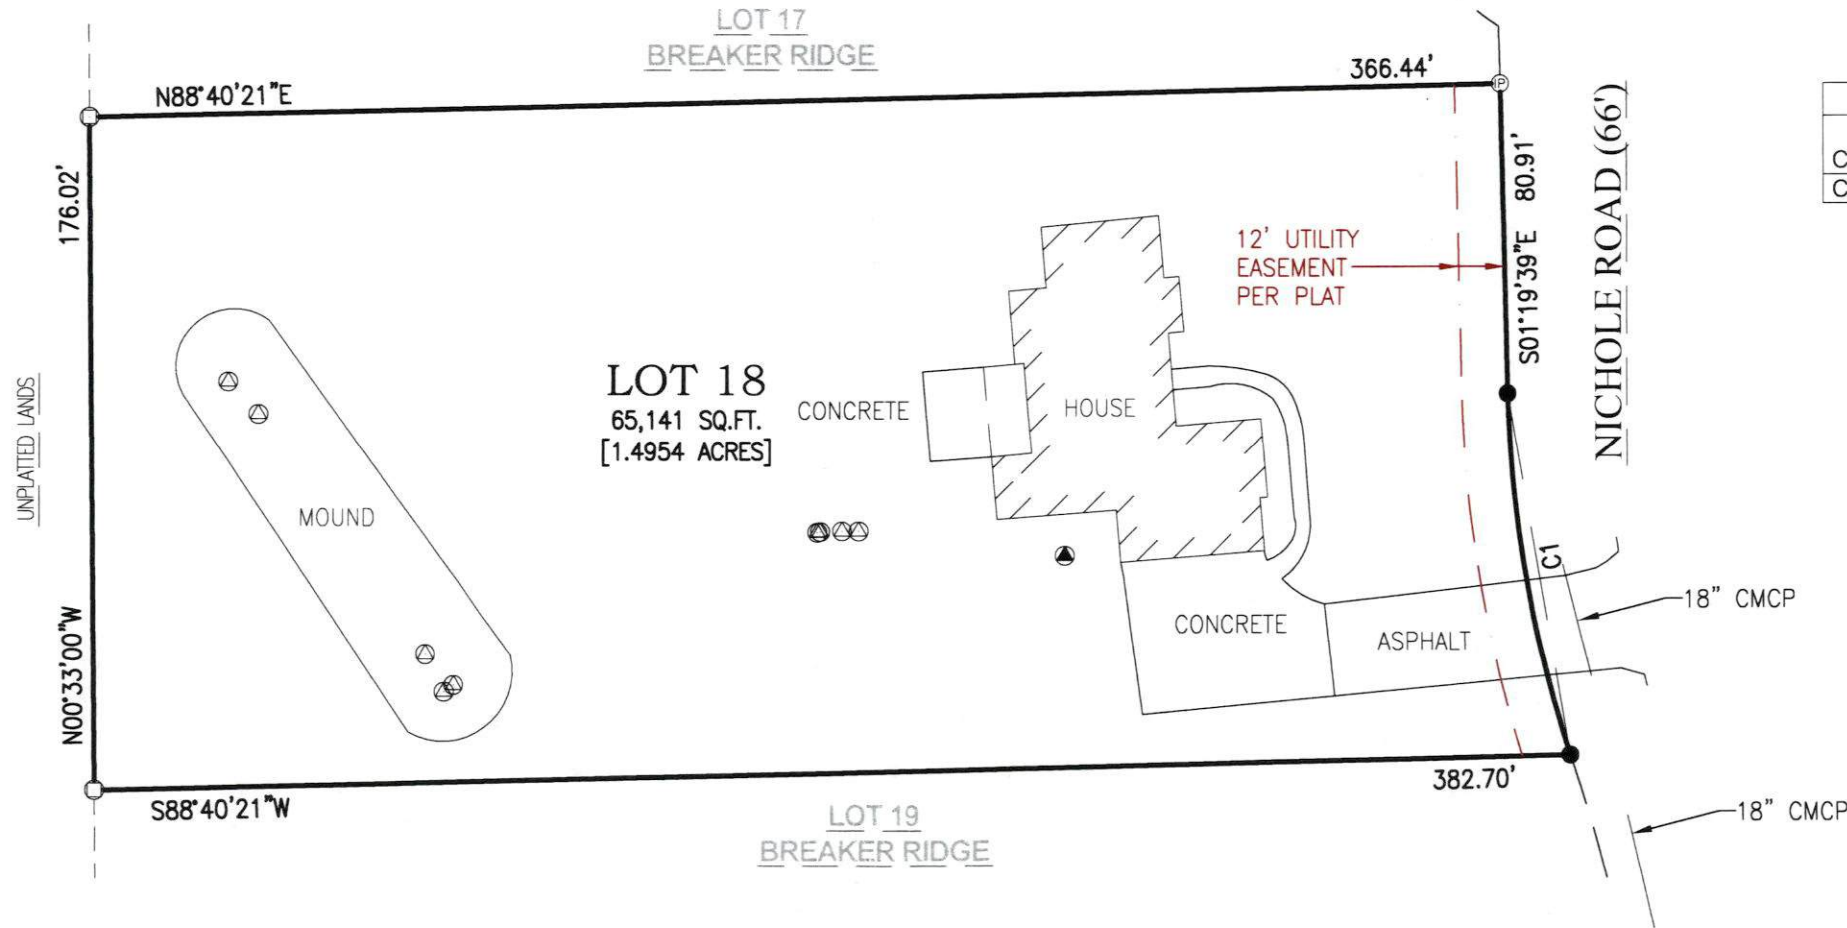 LOT 17
BREAKER RIDGE
366.44'
N88°40'21"E
IP
176.02'
N00°33'00"W
UNPLATTED LANDS
80.91'
S01°19'39"E
NICHOLE ROAD (66')
12' UTILITY
EASEMENT
PER PLAT
C
C
LOT 18
65,141 SQ.FT.
[1.4954 ACRES]
CONCRETE
HOUSE
MOUND
C1
18" CMCP
CONCRETE
ASPHALT
382.70'
S88°40'21"W
LOT 19
BREAKER RIDGE
18" CMCP